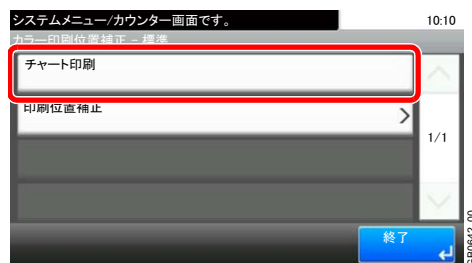 システムメニュー/カウンター画面です。
10:10
カラー印刷位置補正 - 標準
チャート印刷
印刷位置補正
1/1
終了
GB0642_00